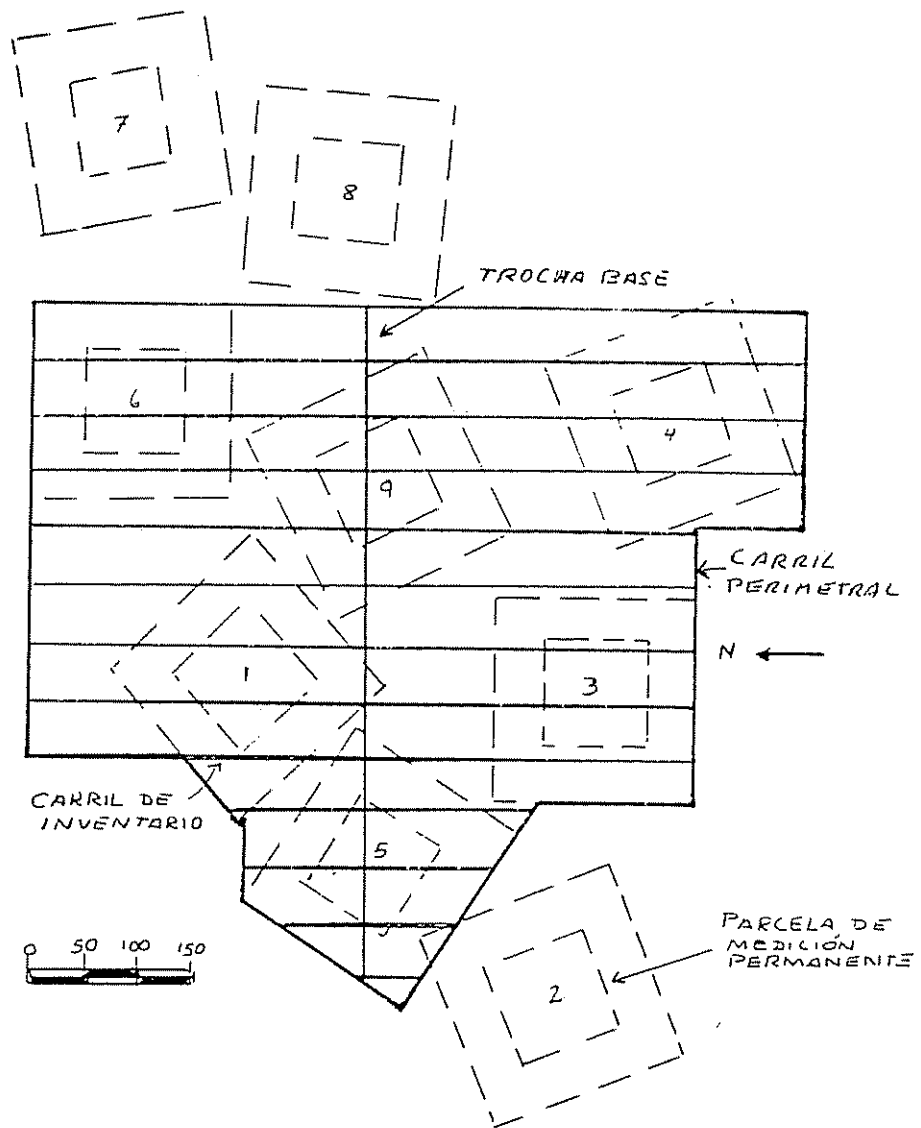 7
8
TROCHA BASE
6
4
9
CARRIL
PERIMETRAL
N
1
3
CARRIL DE
INVENTARIO
5
0 50 100 150
PARCELA DE
MEDICIÓN
PERMANENTE
2